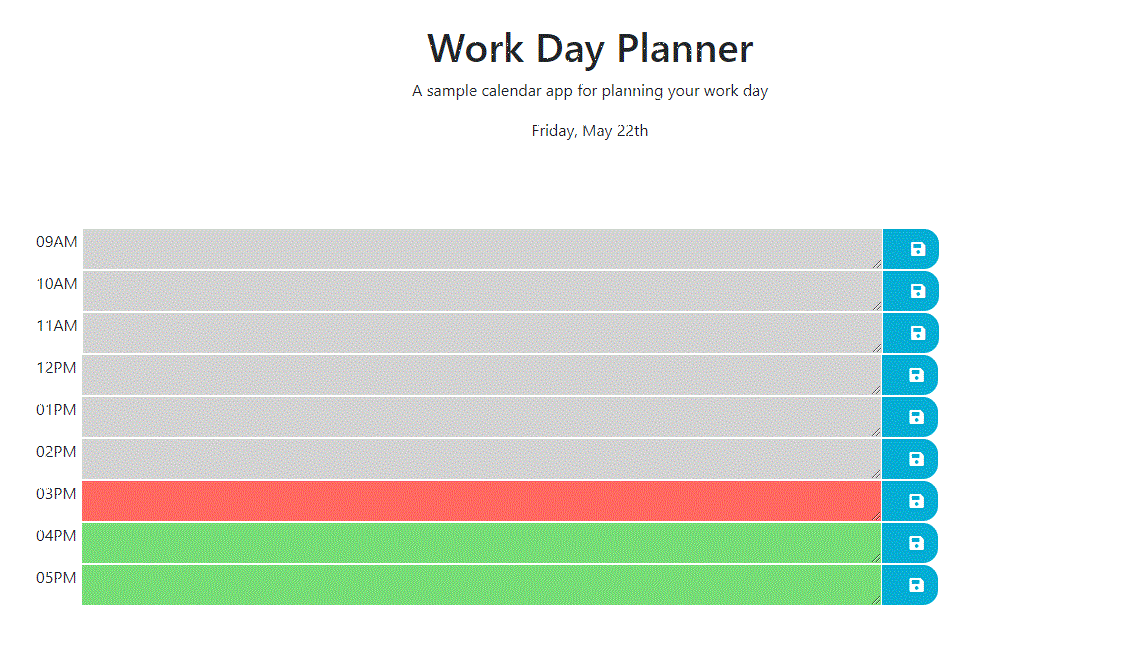 Work Day Planner
A sample calendar app for planning your work day
Friday, May 22th
09AM
10AM
11AM
12PM
01PM
02PM
03PM
04PM
05PM